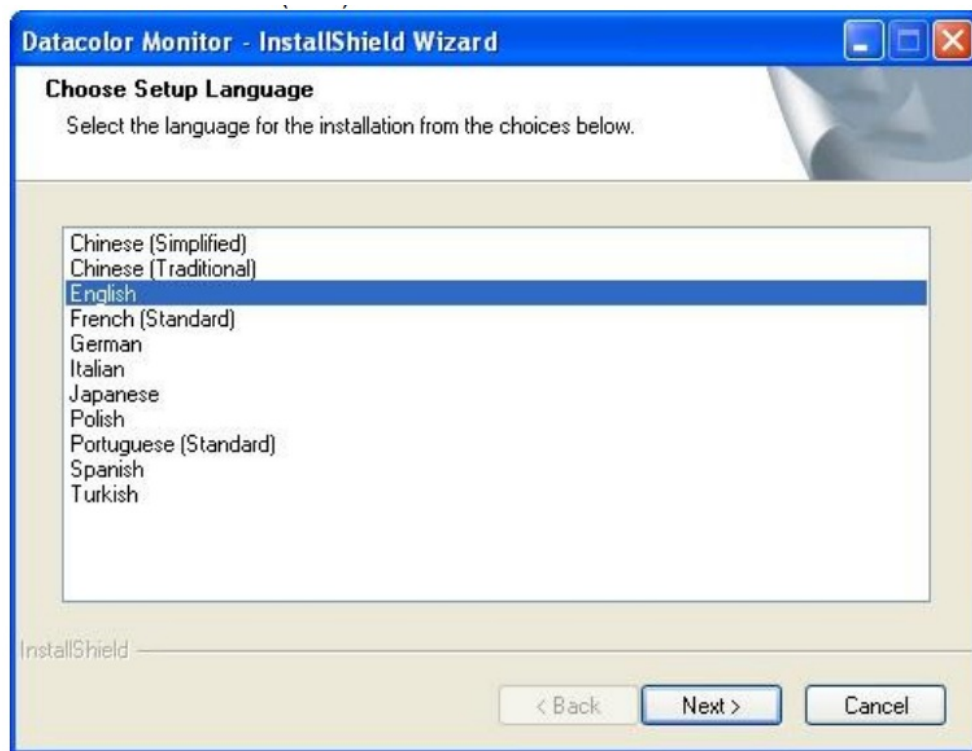 Datacolor Monitor - InstallShield Wizard
Choose Setup Language
Select the language for the installation from the choices below.
Chinese (Simplified)
Chinese (Traditional)
English
French (Standard)
German
Italian
Japanese
Polish
Portuguese (Standard)
Spanish
Turkish
InstallShield
< Back Next > Cancel